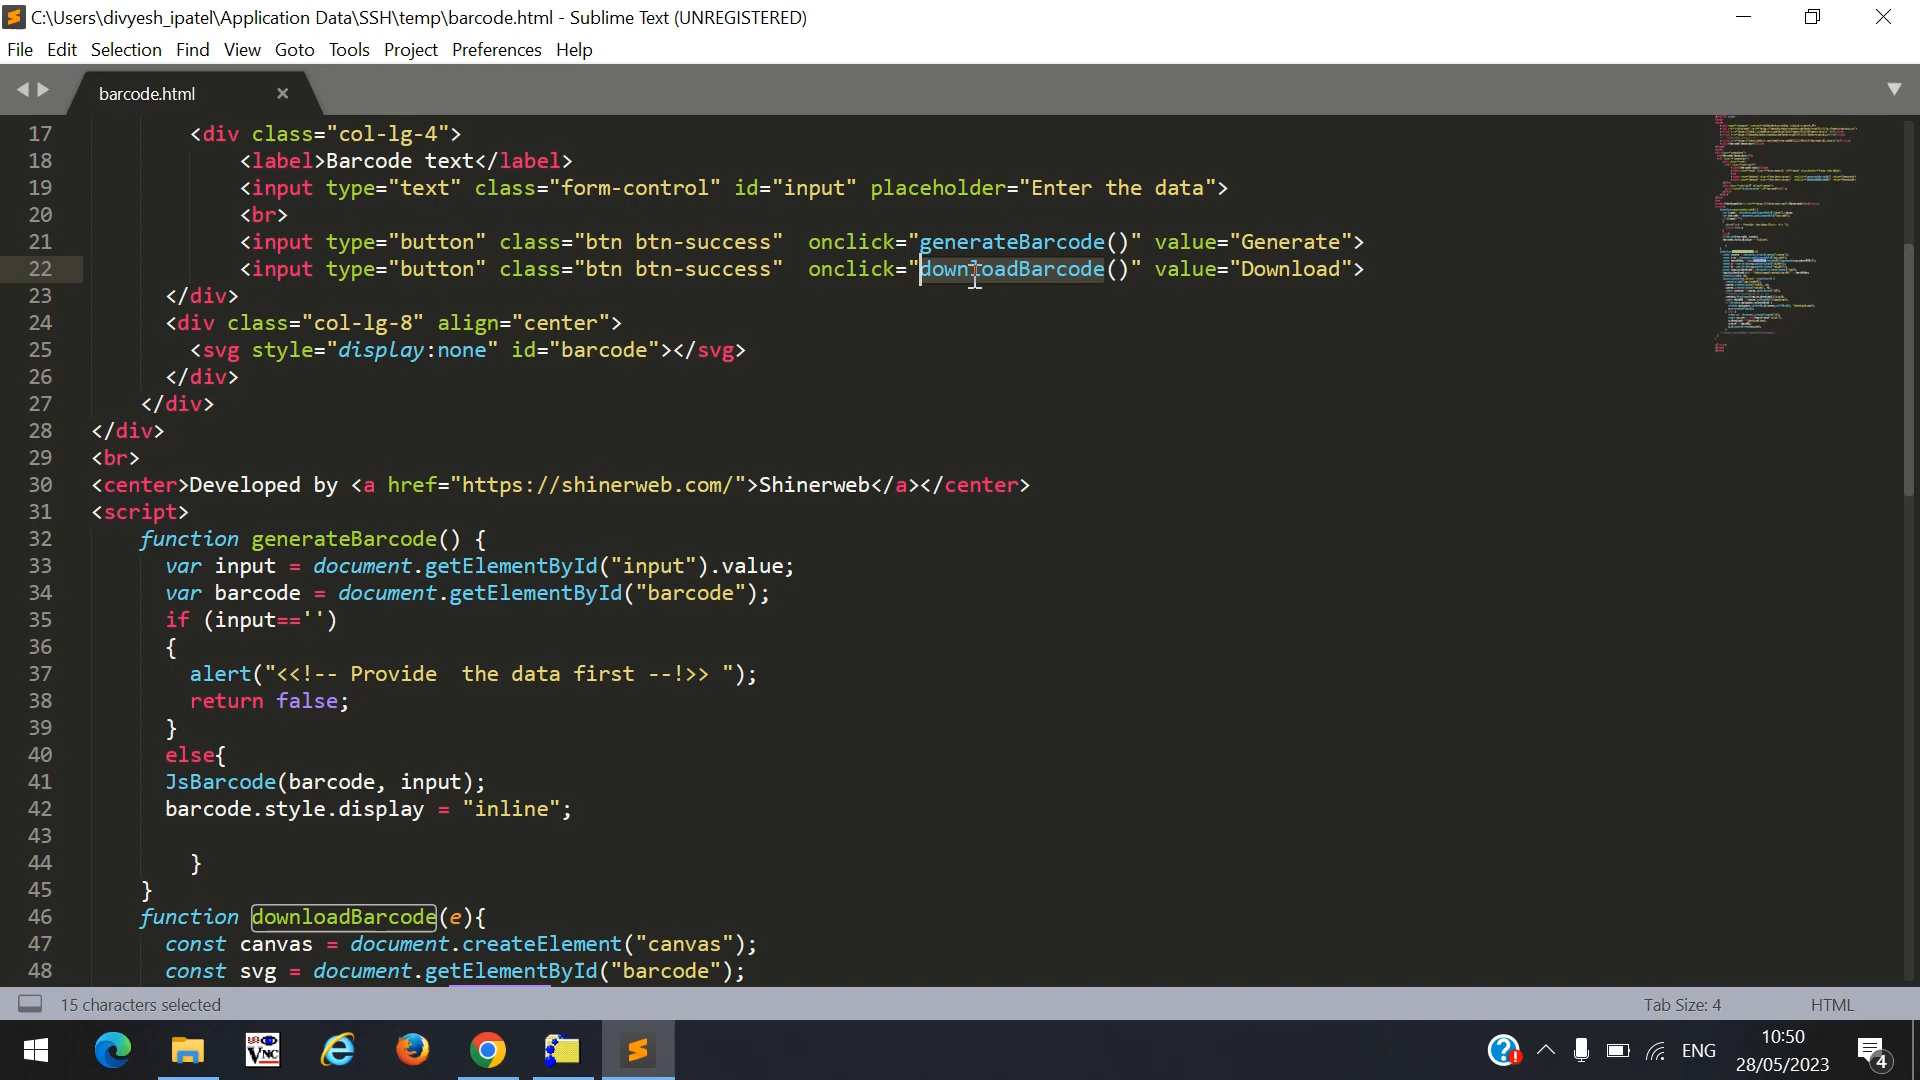 C:\Users\divyesh_ipatel\Application Data\SSH\temp\barcode.html - Sublime Text (UNREGISTERED)
File Edit Selection Find View Goto Tools Project Preferences Help
barcode.html
17 <div class="col-lg-4">
18 <label>Barcode text</label>
19 <input type="text" class="form-control" id="input" placeholder="Enter the data">
20 <br>
21 <input type="button" class="btn btn-success"  onclick="generateBarcode()" value="Generate">
22 <input type="button" class="btn btn-success"  onclick="downloadBarcode()" value="Download">
23 </div>
24 <div class="col-lg-8" align="center">
25 <svg style="display:none" id="barcode"></svg>
26 </div>
27 </div>
28 </div>
29 <br>
30 <center>Developed by <a href="https://shinerweb.com/">Shinerweb</a></center>
31 <script>
32 function generateBarcode() {
33 var input = document.getElementById("input").value;
34 var barcode = document.getElementById("barcode");
35 if (input=='')
36 {
37 alert("<<!-- Provide  the data first --!>> ");
38 return false;
39 }
40 else{
41 JsBarcode(barcode, input);
42 barcode.style.display = "inline";
43
44 }
45 }
46 function downloadBarcode(e){
47 const canvas = document.createElement("canvas");
48 const svg = document.getElementById("barcode");
15 characters selected
Tab Size: 4
HTML
VNC
ENG
10:50
28/05/2023
4